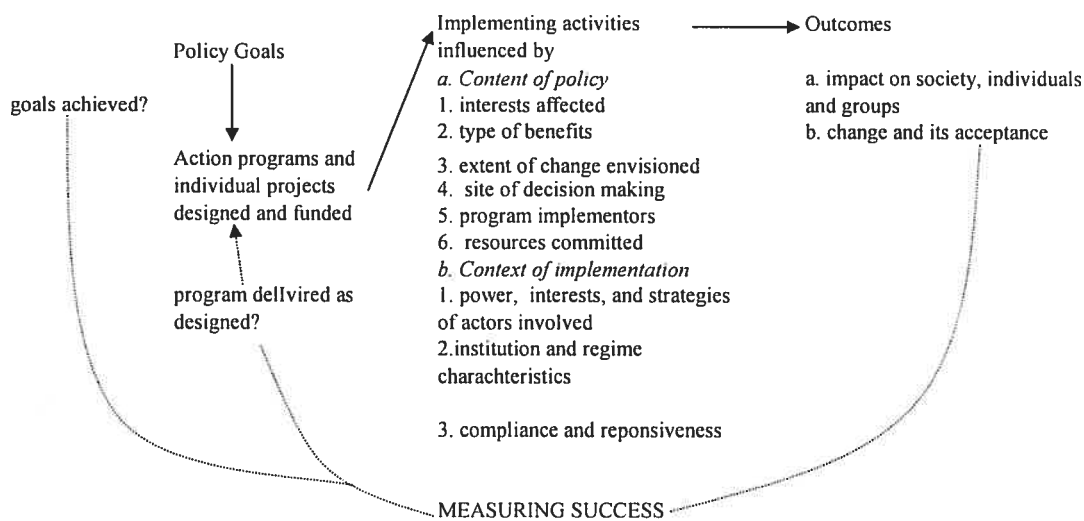 Policy Goals
goals achieved?
Action programs and
individual projects
designed and funded
program delIvired as
designed?
Implementing activities
influenced by
a. Content of policy
1. interests affected
2. type of benefits
3. extent of change envisioned
4. site of decision making
5. program implementors
6. resources committed
b. Context of implementation
1. power, interests, and strategies
of actors involved
2.institution and regime
charachteristics
3. compliance and reponsiveness
Outcomes
a. impact on society, individuals
and groups
b. change and its acceptance
MEASURING SUCCESS